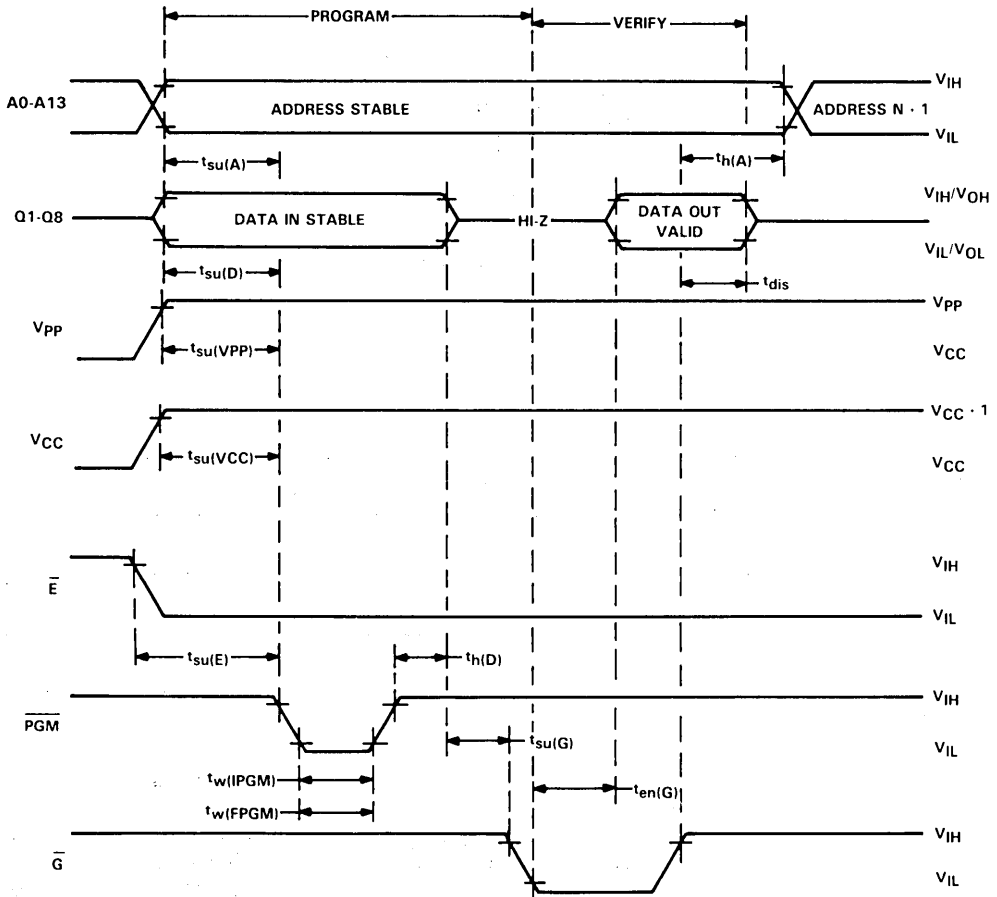 PROGRAM
VERIFY
A0-A13
ADDRESS STABLE
ADDRESS N · 1
VIH
VIL
tsu(A)
th(A)
Q1-Q8
DATA IN STABLE
HI-Z
DATA OUT
VALID
VIH/VOH
VIL/VOL
tsu(D)
tdis
VPP
VPP
tsu(VPP)
VCC
VCC
VCC · 1
tsu(VCC)
VCC
E
VIH
VIL
tsu(E)
th(D)
PGM
VIH
VIL
tsu(G)
tw(IPGM)
ten(G)
tw(FPGM)
G
VIH
VIL